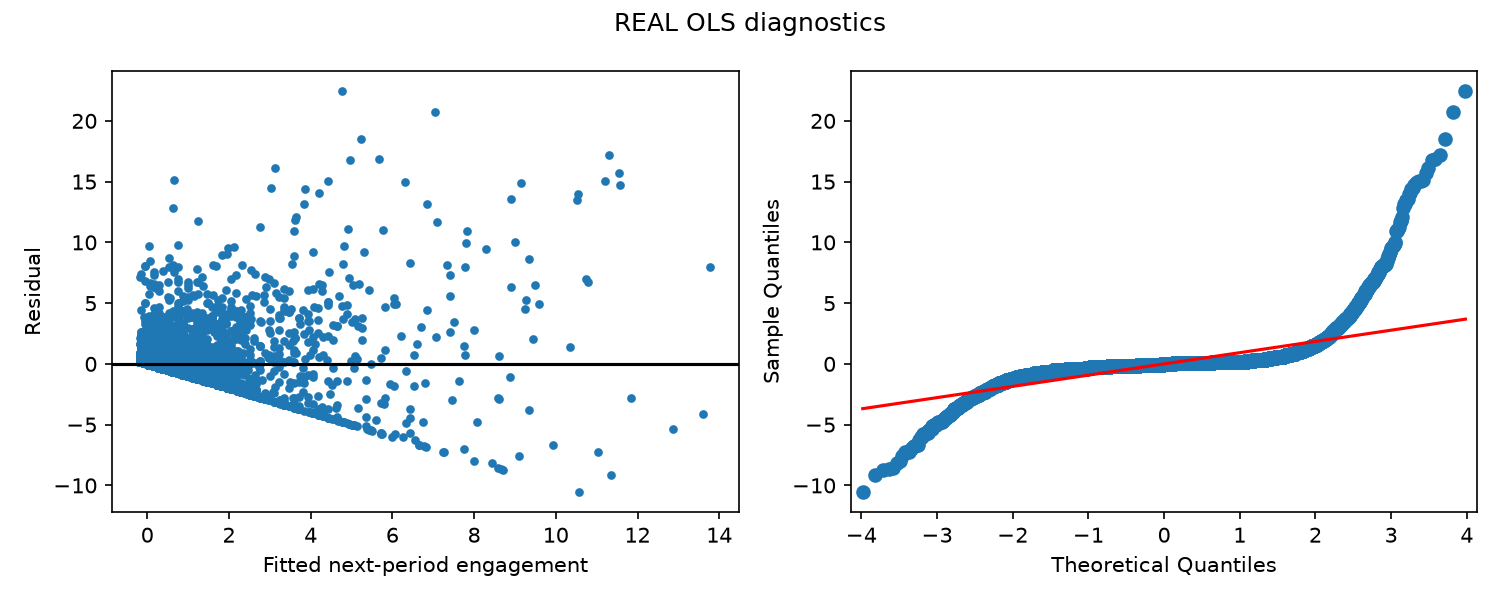 REAL OLS diagnostics
Residual
20
15
10
5
0
−5
−10
0 2 4 6 8 10 12 14
Fitted next-period engagement
Sample Quantiles
20
15
10
5
0
−5
−10
−4 −3 −2 −1 0 1 2 3 4
Theoretical Quantiles